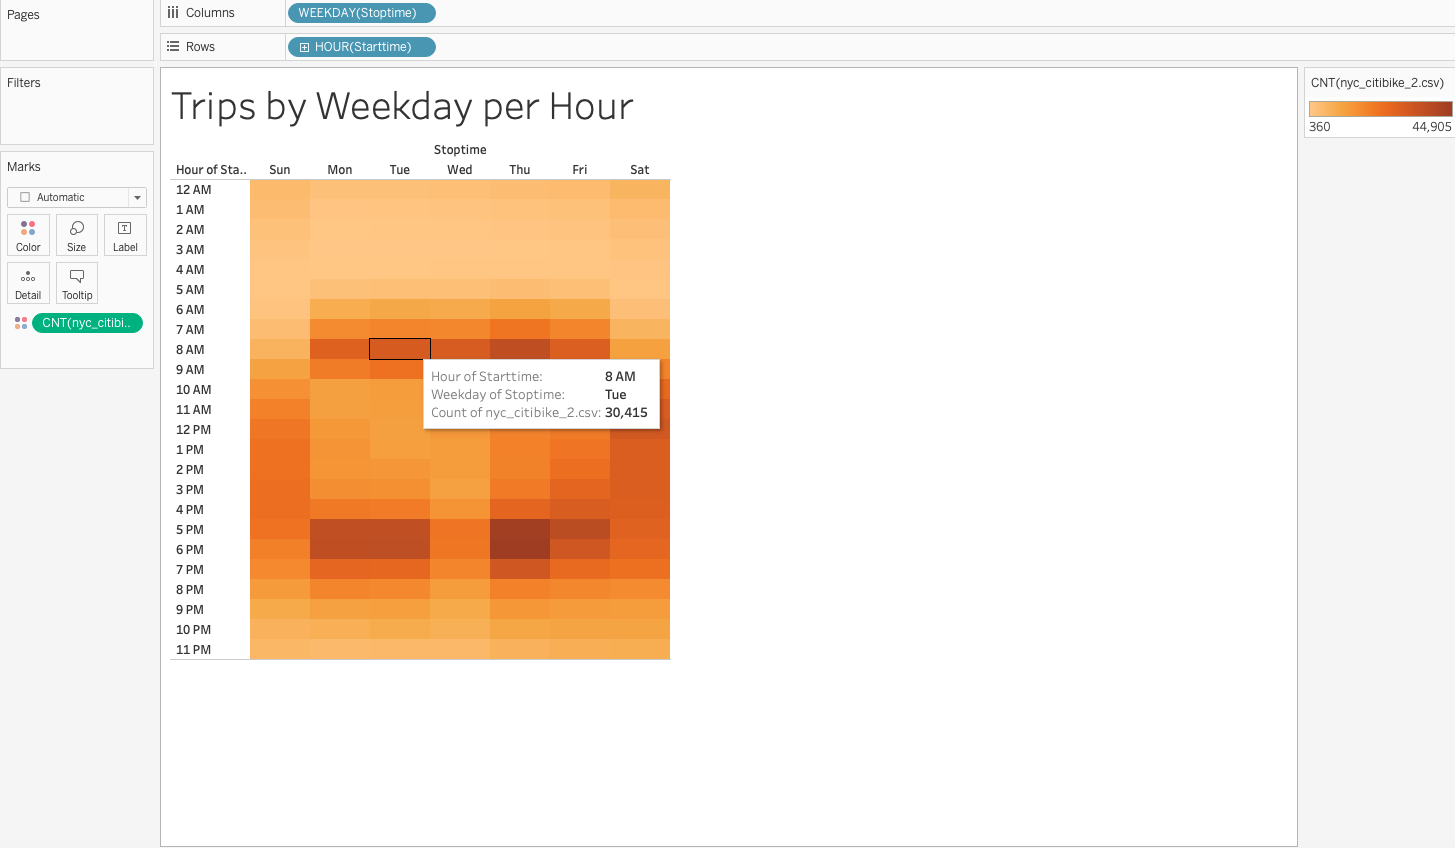 Pages
Columns
WEEKDAY(Stoptime)
Rows
HOUR(Starttime)
Filters
Marks
Automatic
Color Size Label
Detail Tooltip
CNT(nyc_citibi..
Trips by Weekday per Hour
Stoptime
Hour of Sta.. Sun Mon Tue Wed Thu Fri Sat
12 AM
1 AM
2 AM
3 AM
4 AM
5 AM
6 AM
7 AM
8 AM
9 AM
10 AM
11 AM
12 PM
1 PM
2 PM
3 PM
4 PM
5 PM
6 PM
7 PM
8 PM
9 PM
10 PM
11 PM
Hour of Starttime: 8 AM
Weekday of Stoptime: Tue
Count of nyc_citibike_2.csv: 30,415
CNT(nyc_citibike_2.csv)
360 44,905